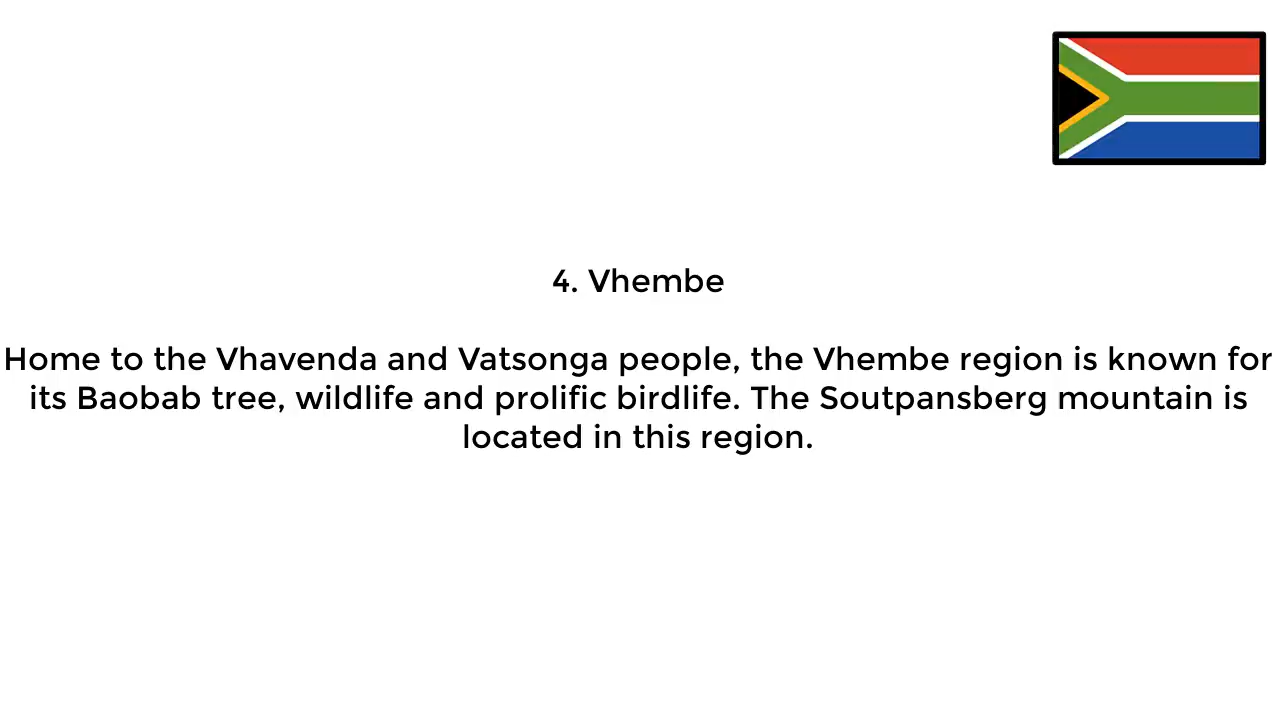 4. Vhembe
Home to the Vhavenda and Vatsonga people, the Vhembe region is known for
its Baobab tree, wildlife and prolific birdlife. The Soutpansberg mountain is
located in this region.